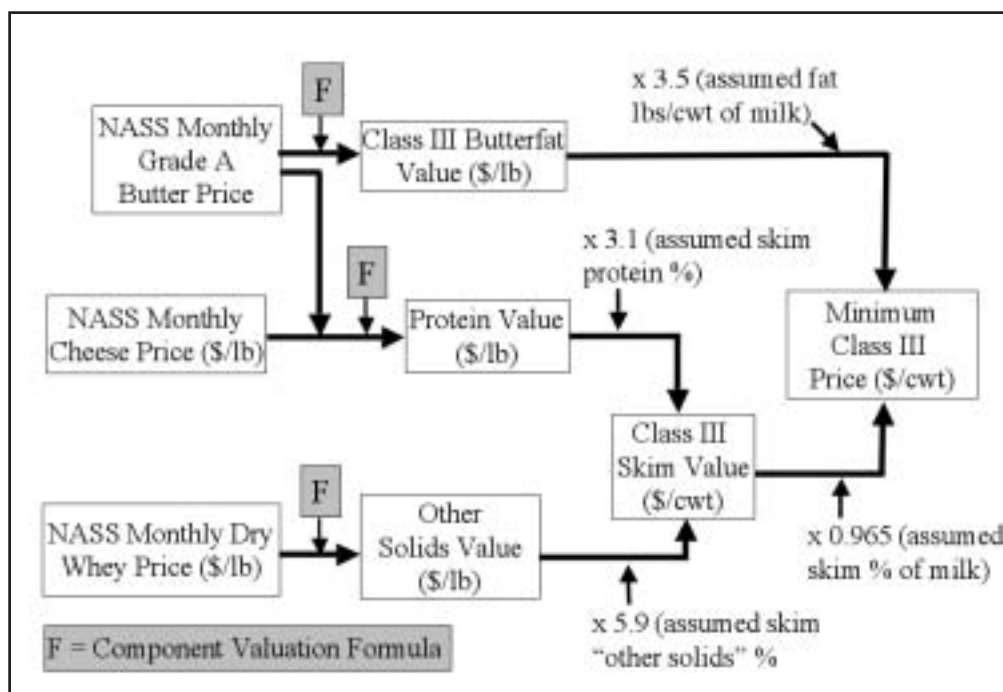 F
x 3.5 (assumed fat
lbs/cwt of milk)
NASS Monthly
Grade A
Butter Price
Class III Butterfat
Value ($/lb)
x 3.1 (assumed skim
protein %)
F
NASS Monthly
Cheese Price ($/lb)
Protein Value
($/lb)
Minimum
Class III
Price ($/cwt)
Class III
Skim Value
($/cwt)
F
NASS Monthly Dry
Whey Price ($/lb)
Other
Solids Value
($/lb)
x 0.965 (assumed
skim % of milk)
x 5.9 (assumed skim
“other solids” %
F = Component Valuation Formula